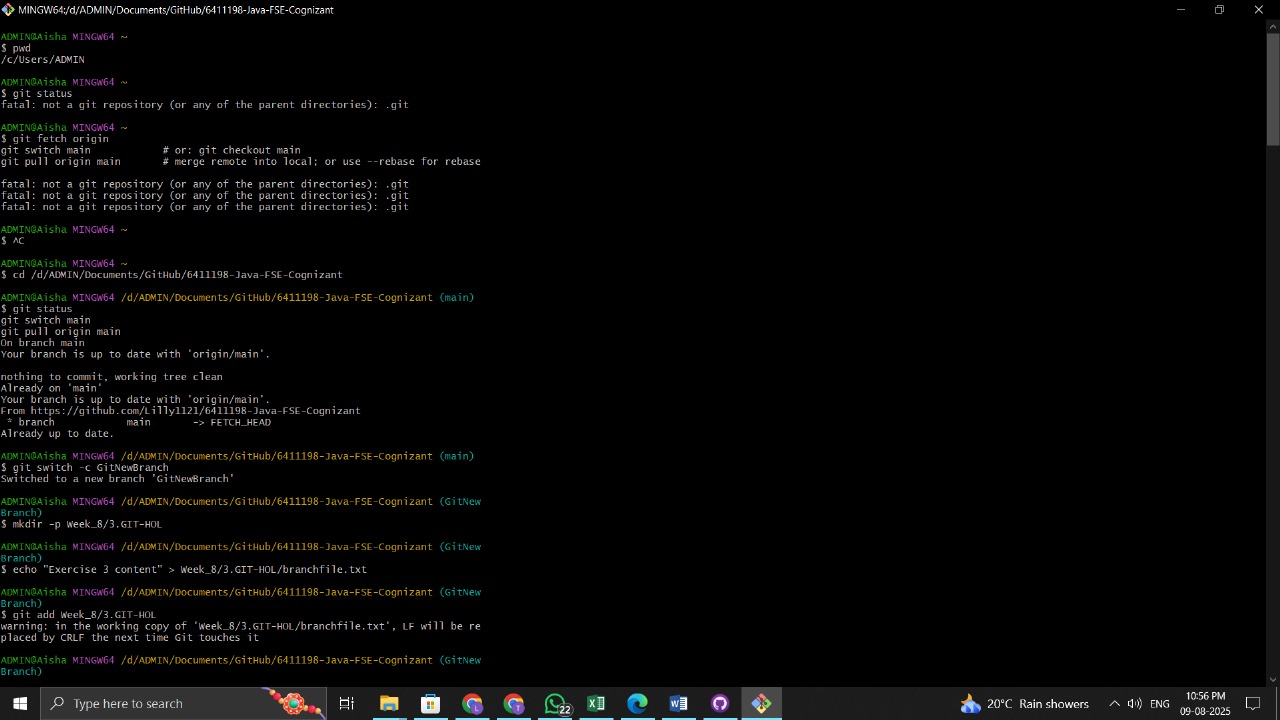 MINGW64:/d/ADMIN/Documents/GitHub/6411198-Java-FSE-Cognizant
ADMIN@Aisha MINGW64 ~
$ pwd
/c/Users/ADMIN
ADMIN@Aisha MINGW64 ~
$ git status
fatal: not a git repository (or any of the parent directories): .git
ADMIN@Aisha MINGW64 ~
$ git fetch origin
git switch main # or: git checkout main
git pull origin main # merge remote into local; or use --rebase for rebase
fatal: not a git repository (or any of the parent directories): .git
fatal: not a git repository (or any of the parent directories): .git
fatal: not a git repository (or any of the parent directories): .git
ADMIN@Aisha MINGW64 ~
$ ^C
ADMIN@Aisha MINGW64 ~
$ cd /d/ADMIN/Documents/GitHub/6411198-Java-FSE-Cognizant
ADMIN@Aisha MINGW64 /d/ADMIN/Documents/GitHub/6411198-Java-FSE-Cognizant (main)
$ git status
git switch main
git pull origin main
On branch main
Your branch is up to date with 'origin/main'.
nothing to commit, working tree clean
Already on 'main'
Your branch is up to date with 'origin/main'.
From https://github.com/Lilly1121/6411198-Java-FSE-Cognizant
* branch main -> FETCH_HEAD
Already up to date.
ADMIN@Aisha MINGW64 /d/ADMIN/Documents/GitHub/6411198-Java-FSE-Cognizant (main)
$ git switch -c GitNewBranch
Switched to a new branch 'GitNewBranch'
ADMIN@Aisha MINGW64 /d/ADMIN/Documents/GitHub/6411198-Java-FSE-Cognizant (GitNew
Branch)
$ mkdir -p Week_8/3.GIT-HOL
ADMIN@Aisha MINGW64 /d/ADMIN/Documents/GitHub/6411198-Java-FSE-Cognizant (GitNew
Branch)
$ echo "Exercise 3 content" > Week_8/3.GIT-HOL/branchfile.txt
ADMIN@Aisha MINGW64 /d/ADMIN/Documents/GitHub/6411198-Java-FSE-Cognizant (GitNew
Branch)
$ git add Week_8/3.GIT-HOL
warning: in the working copy of 'Week_8/3.GIT-HOL/branchfile.txt', LF will be re
placed by CRLF the next time Git touches it
ADMIN@Aisha MINGW64 /d/ADMIN/Documents/GitHub/6411198-Java-FSE-Cognizant (GitNew
Branch)
Type here to search
L
T
22
20°C Rain showers
ENG
10:56 PM
09-08-2025